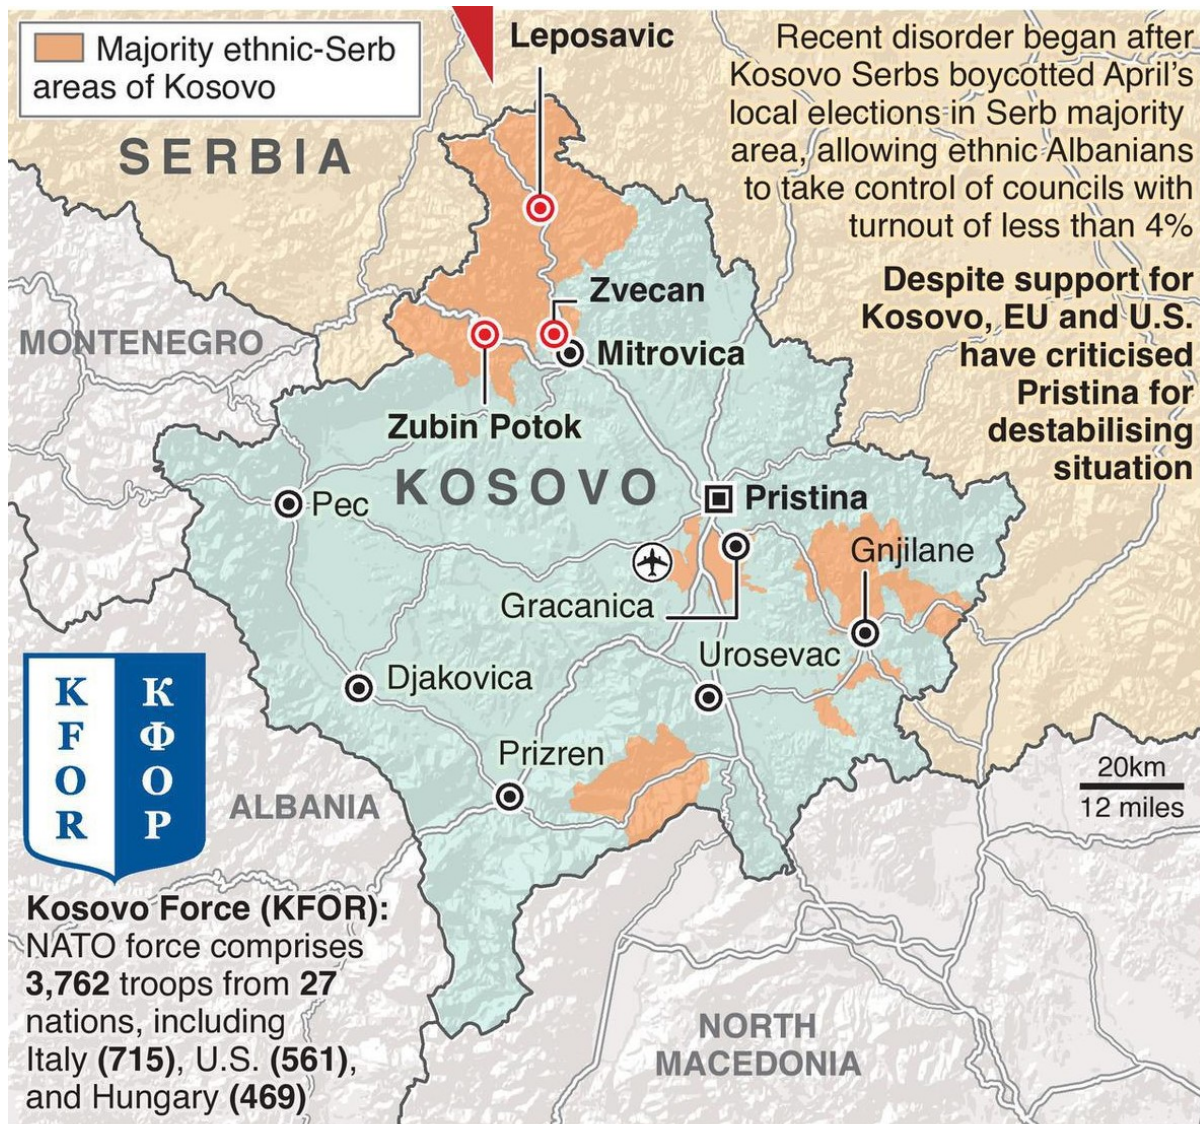 Majority ethnic-Serb
areas of Kosovo
Leposavic
Recent disorder began after
Kosovo Serbs boycotted April's
local elections in Serb majority
area, allowing ethnic Albanians
to take control of councils with
turnout of less than 4%
Despite support for
Kosovo, EU and U.S.
have criticised
Pristina for
destabilising
situation
SERBIA
MONTENEGRO
Zvecan
Mitrovica
Zubin Potok
KOSOVO
Pec
Pristina
Gnjilane
Gracanica
Urosevac
Djakovica
Prizren
ALBANIA
20km
12 miles
NORTH
MACEDONIA
KFOR
КФОР
Kosovo Force (KFOR):
NATO force comprises
3,762 troops from 27
nations, including
Italy (715), U.S. (561),
and Hungary (469)